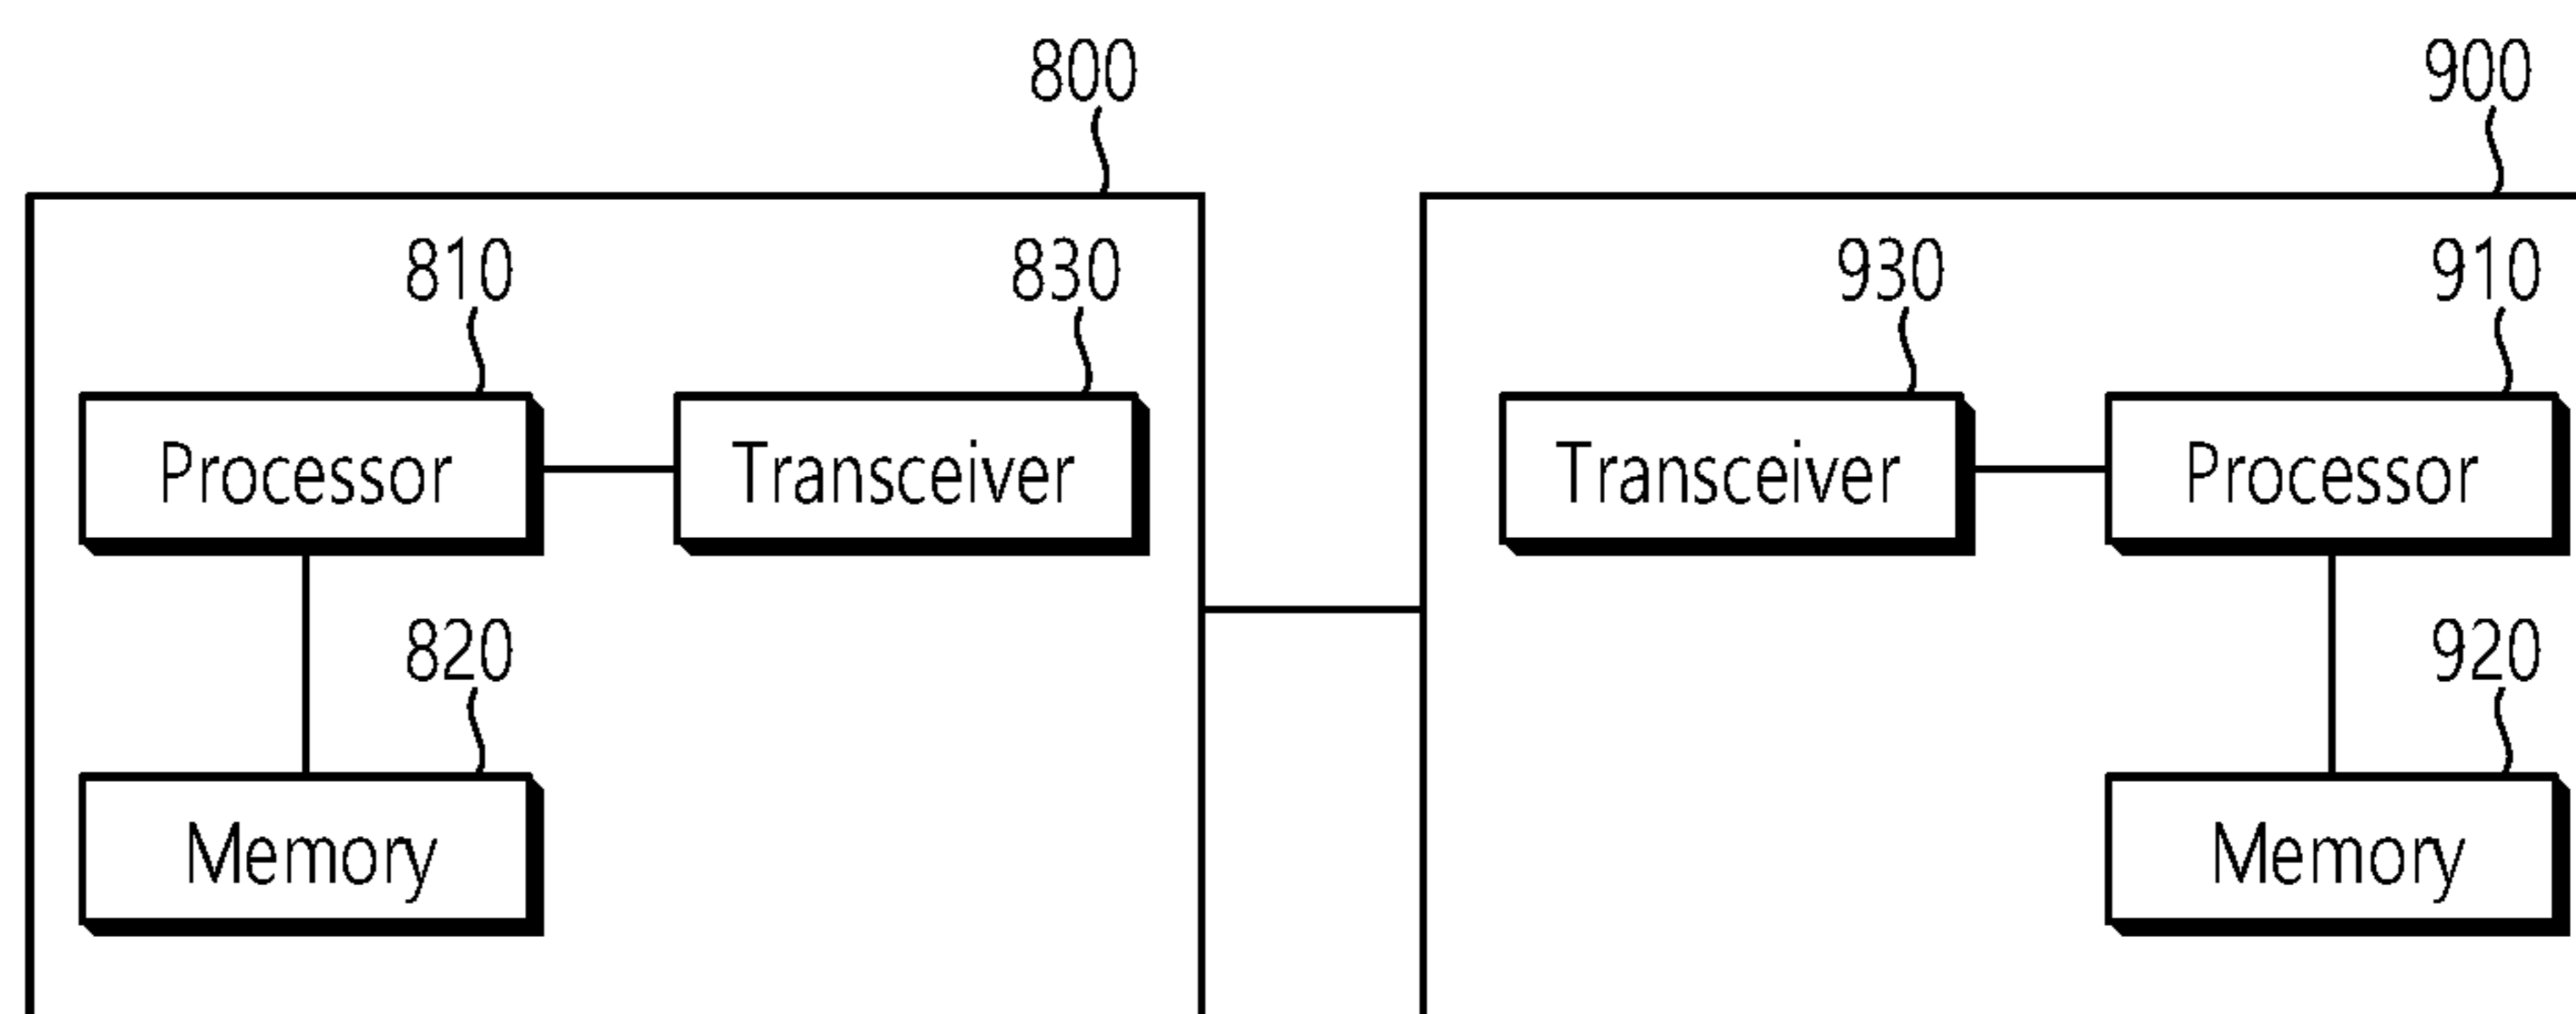 800 900
810 830 930 910
Processor Transceiver Transceiver Processor
820 920
Memory Memory